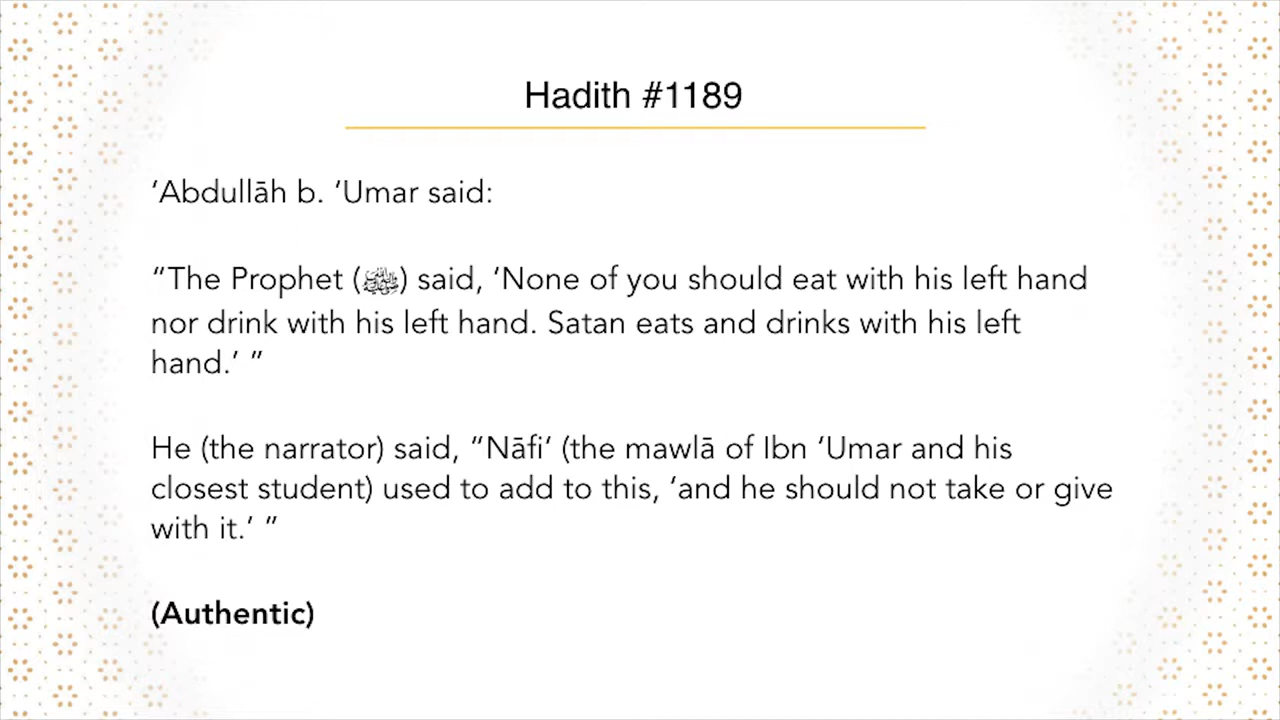 Hadith #1189
‘Abdullāh b. ‘Umar said:
“The Prophet (ﷺ) said, ‘None of you should eat with his left hand
nor drink with his left hand. Satan eats and drinks with his left
hand.’ ”
He (the narrator) said, “Nāfi‘ (the mawlā of Ibn ‘Umar and his
closest student) used to add to this, ‘and he should not take or give
with it.’ ”
(Authentic)